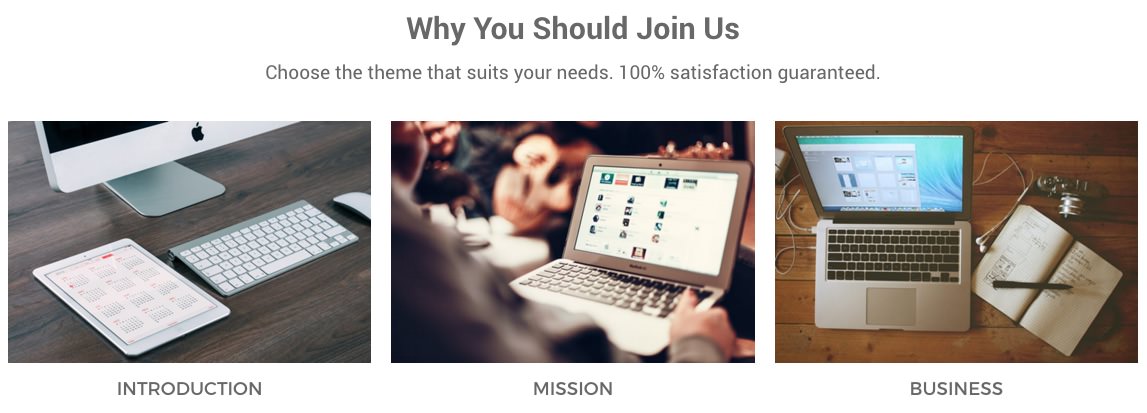 Why You Should Join Us
Choose the theme that suits your needs. 100% satisfaction guaranteed.
INTRODUCTION
MISSION
BUSINESS